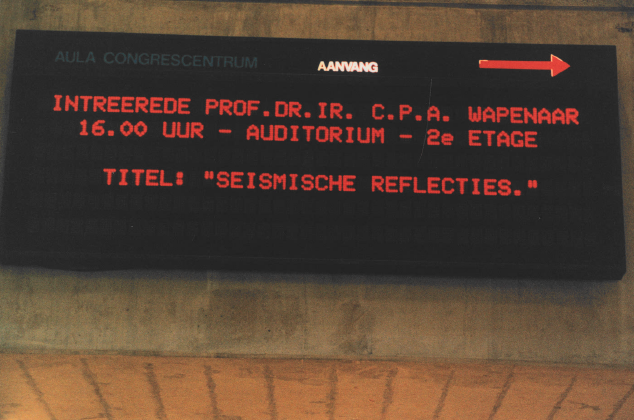 AULA CONGRESCENTRUM AANVANG
INTREEREDE PROF.DR.IR. C.P.A. WAPENAAR
16.00 UUR - AUDITORIUM - 2e ETAGE
TITEL: "SEISMISCHE REFLECTIES."